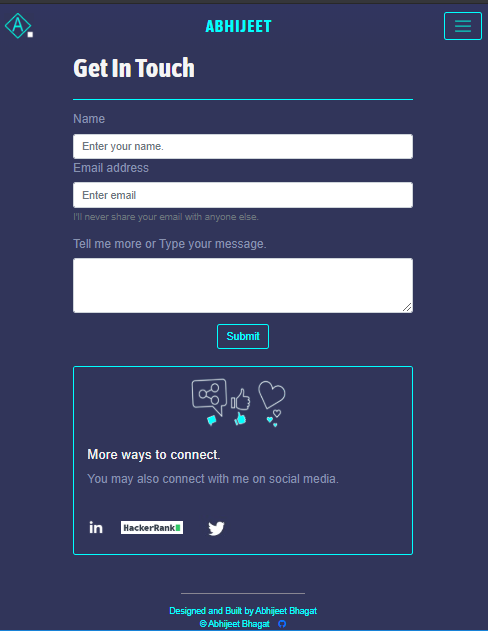 A
ABHIJEET
Get In Touch
Name
Enter your name.
Email address
Enter email
I'll never share your email with anyone else.
Tell me more or Type your message.
Submit
More ways to connect.
You may also connect with me on social media.
in HackerRank
Designed and Built by Abhijeet Bhagat
© Abhijeet Bhagat